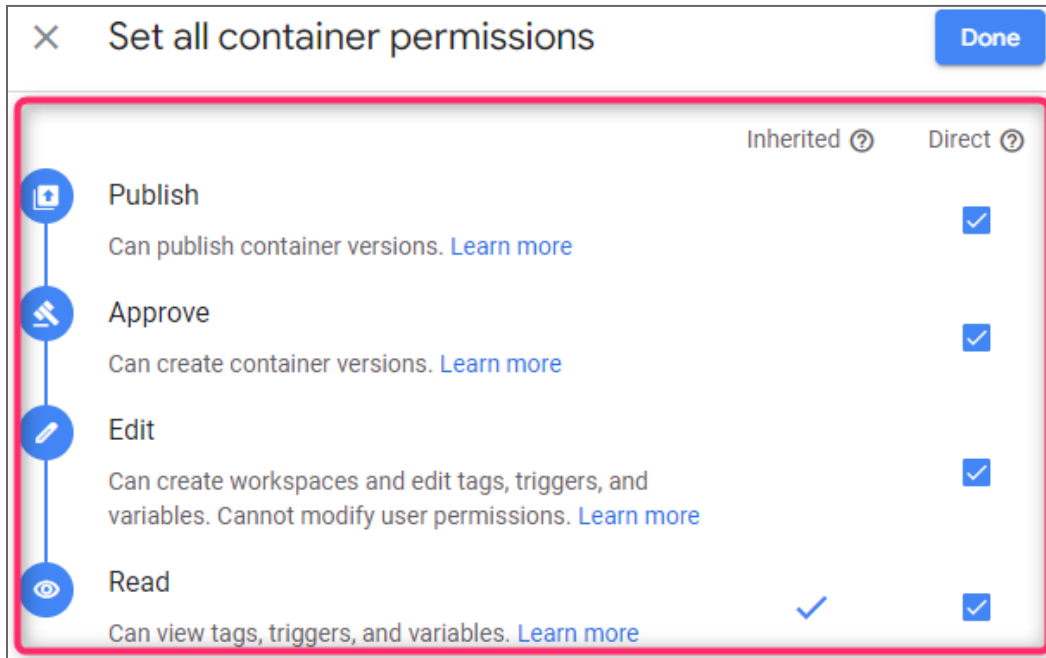 Set all container permissions
Done
Inherited
Direct
Publish
Can publish container versions. Learn more
Approve
Can create container versions. Learn more
Edit
Can create workspaces and edit tags, triggers, and
variables. Cannot modify user permissions. Learn more
Read
Can view tags, triggers, and variables. Learn more